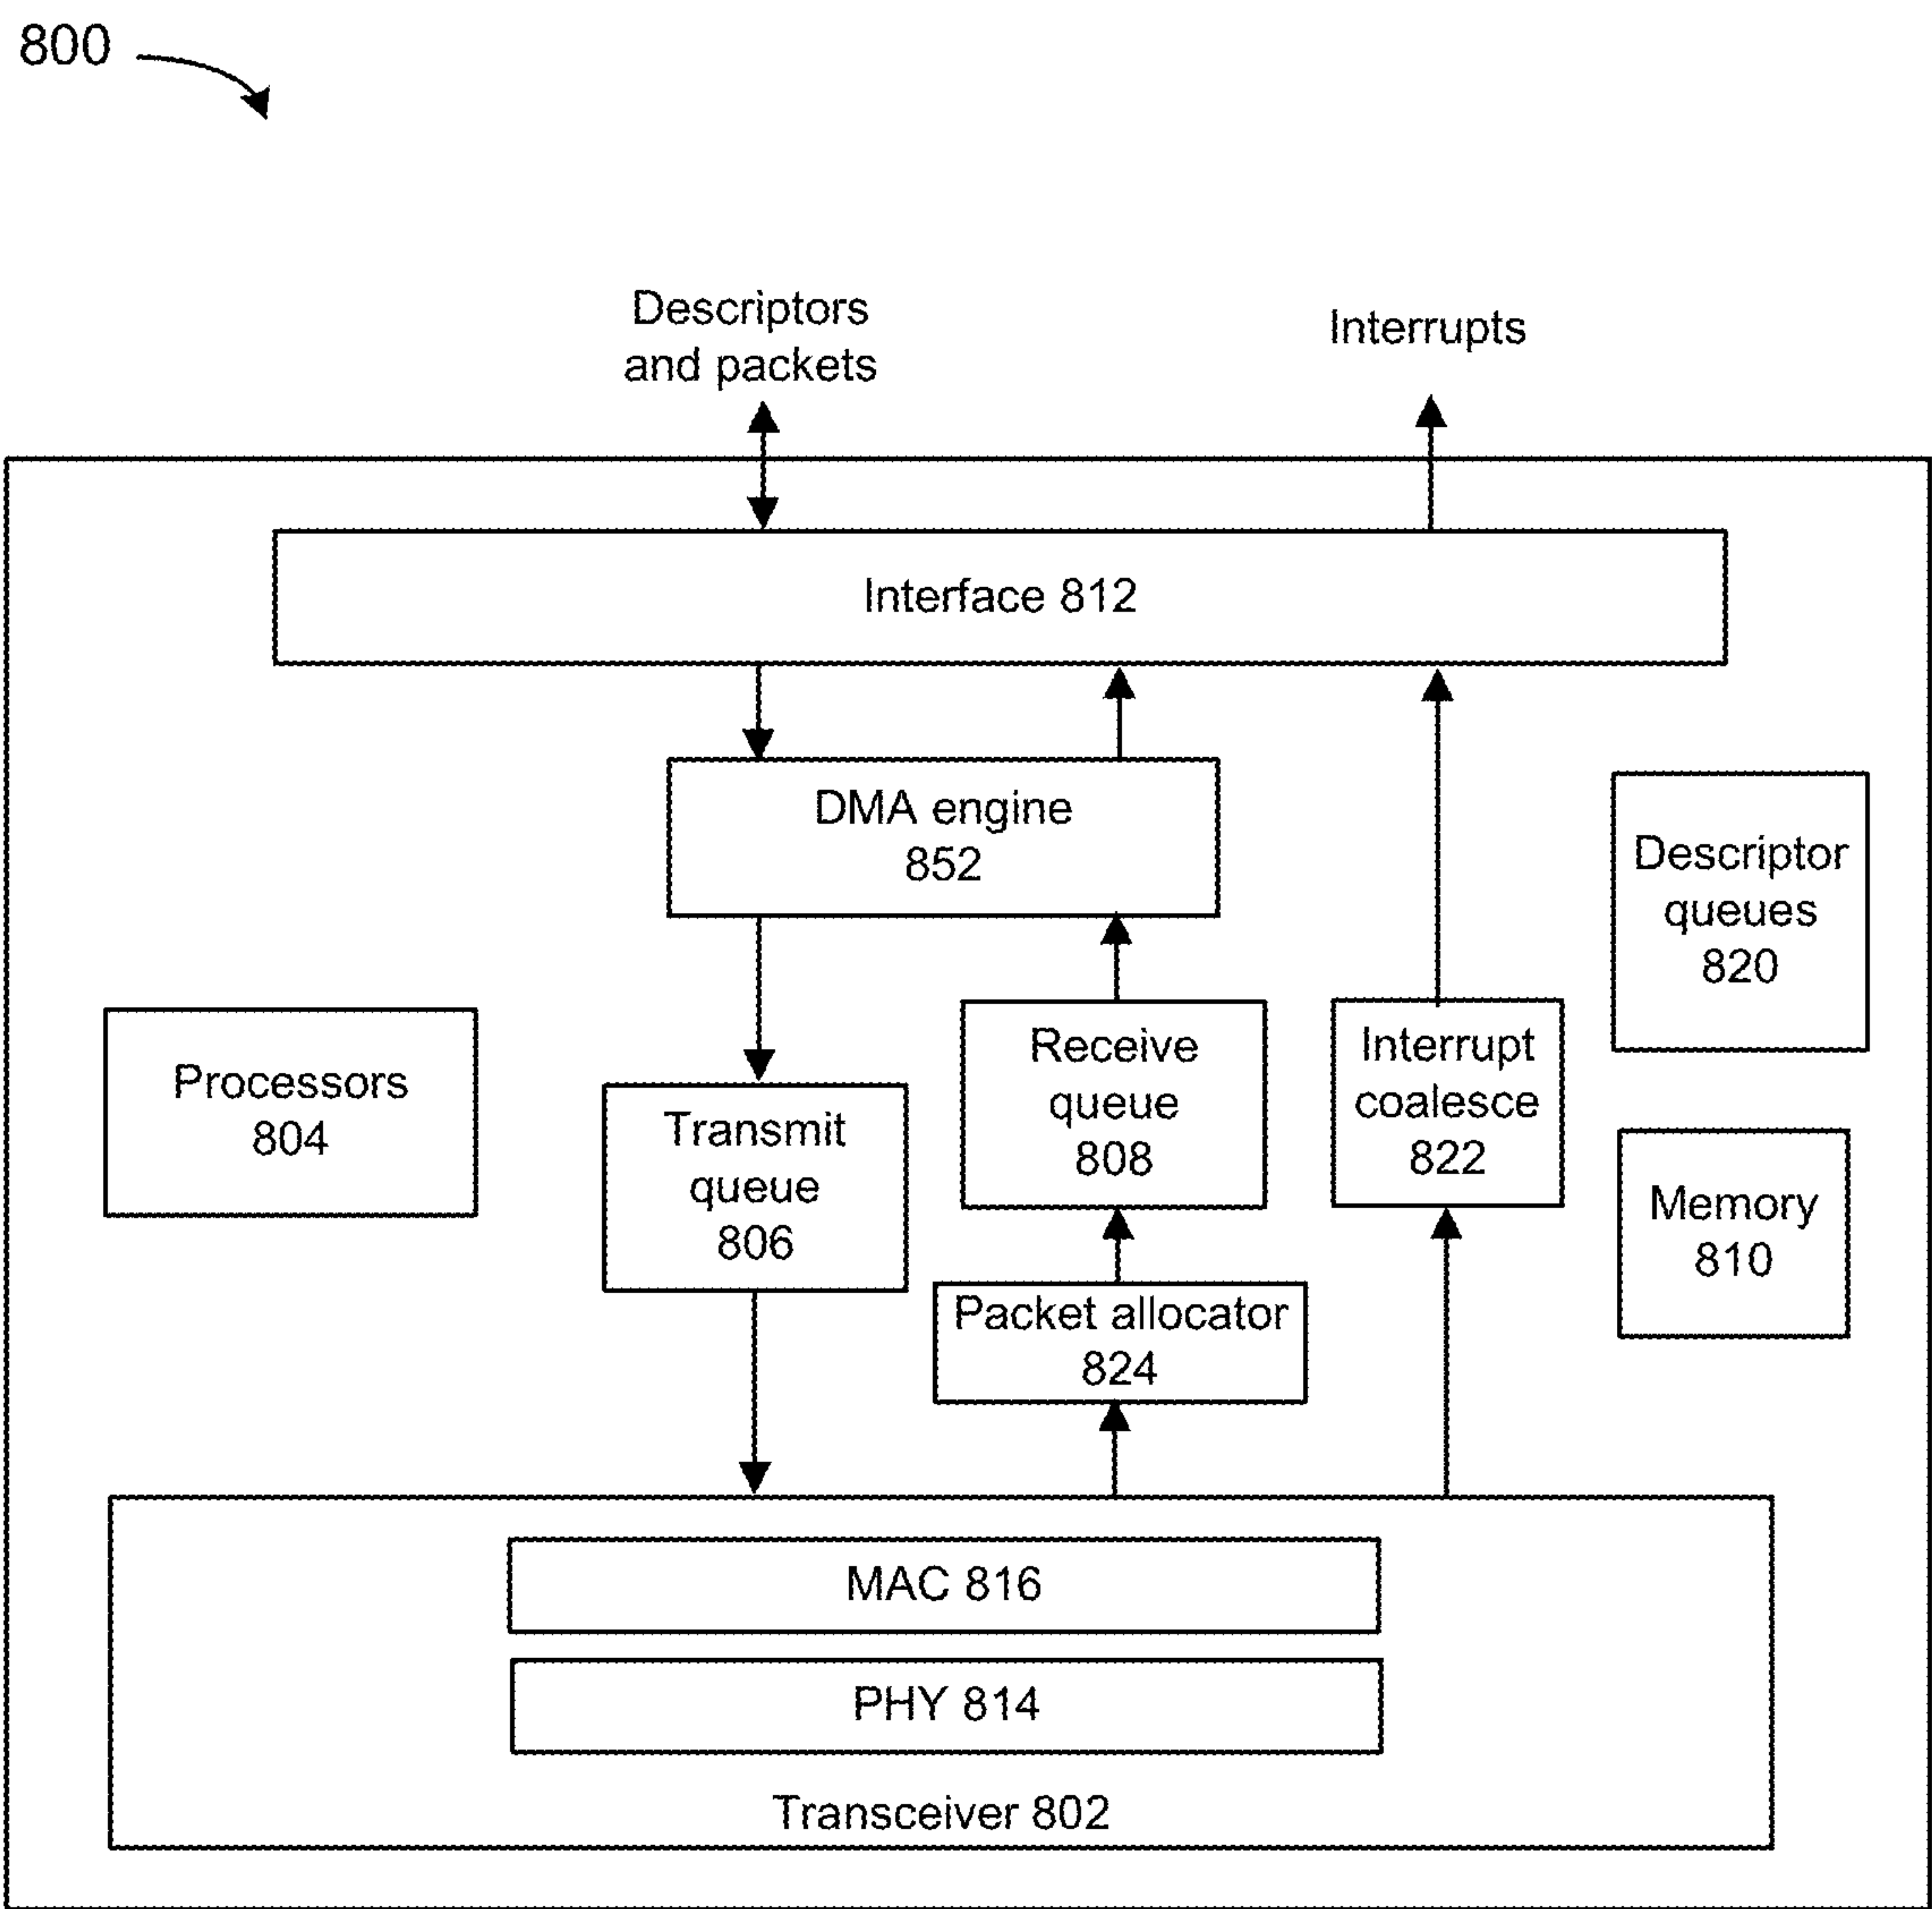 800
Descriptors
and packets
Interrupts
Interface 812
DMA engine
852
Descriptor
queues
820
Processors
804
Transmit
queue
806
Receive
queue
808
Interrupt
coalesce
822
Memory
810
Packet allocator
824
MAC 816
PHY 814
Transceiver 802